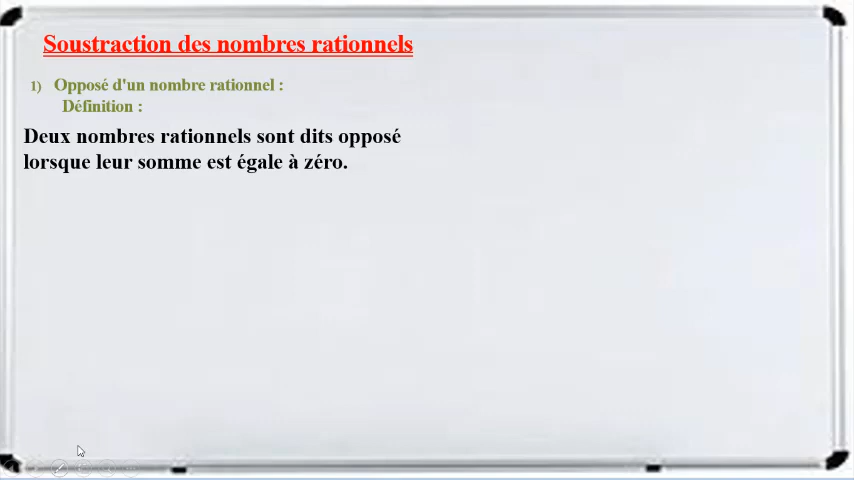 Soustraction des nombres rationnels
1) Opposé d'un nombre rationnel :
Définition :
Deux nombres rationnels sont dits opposé
lorsque leur somme est égale à zéro.